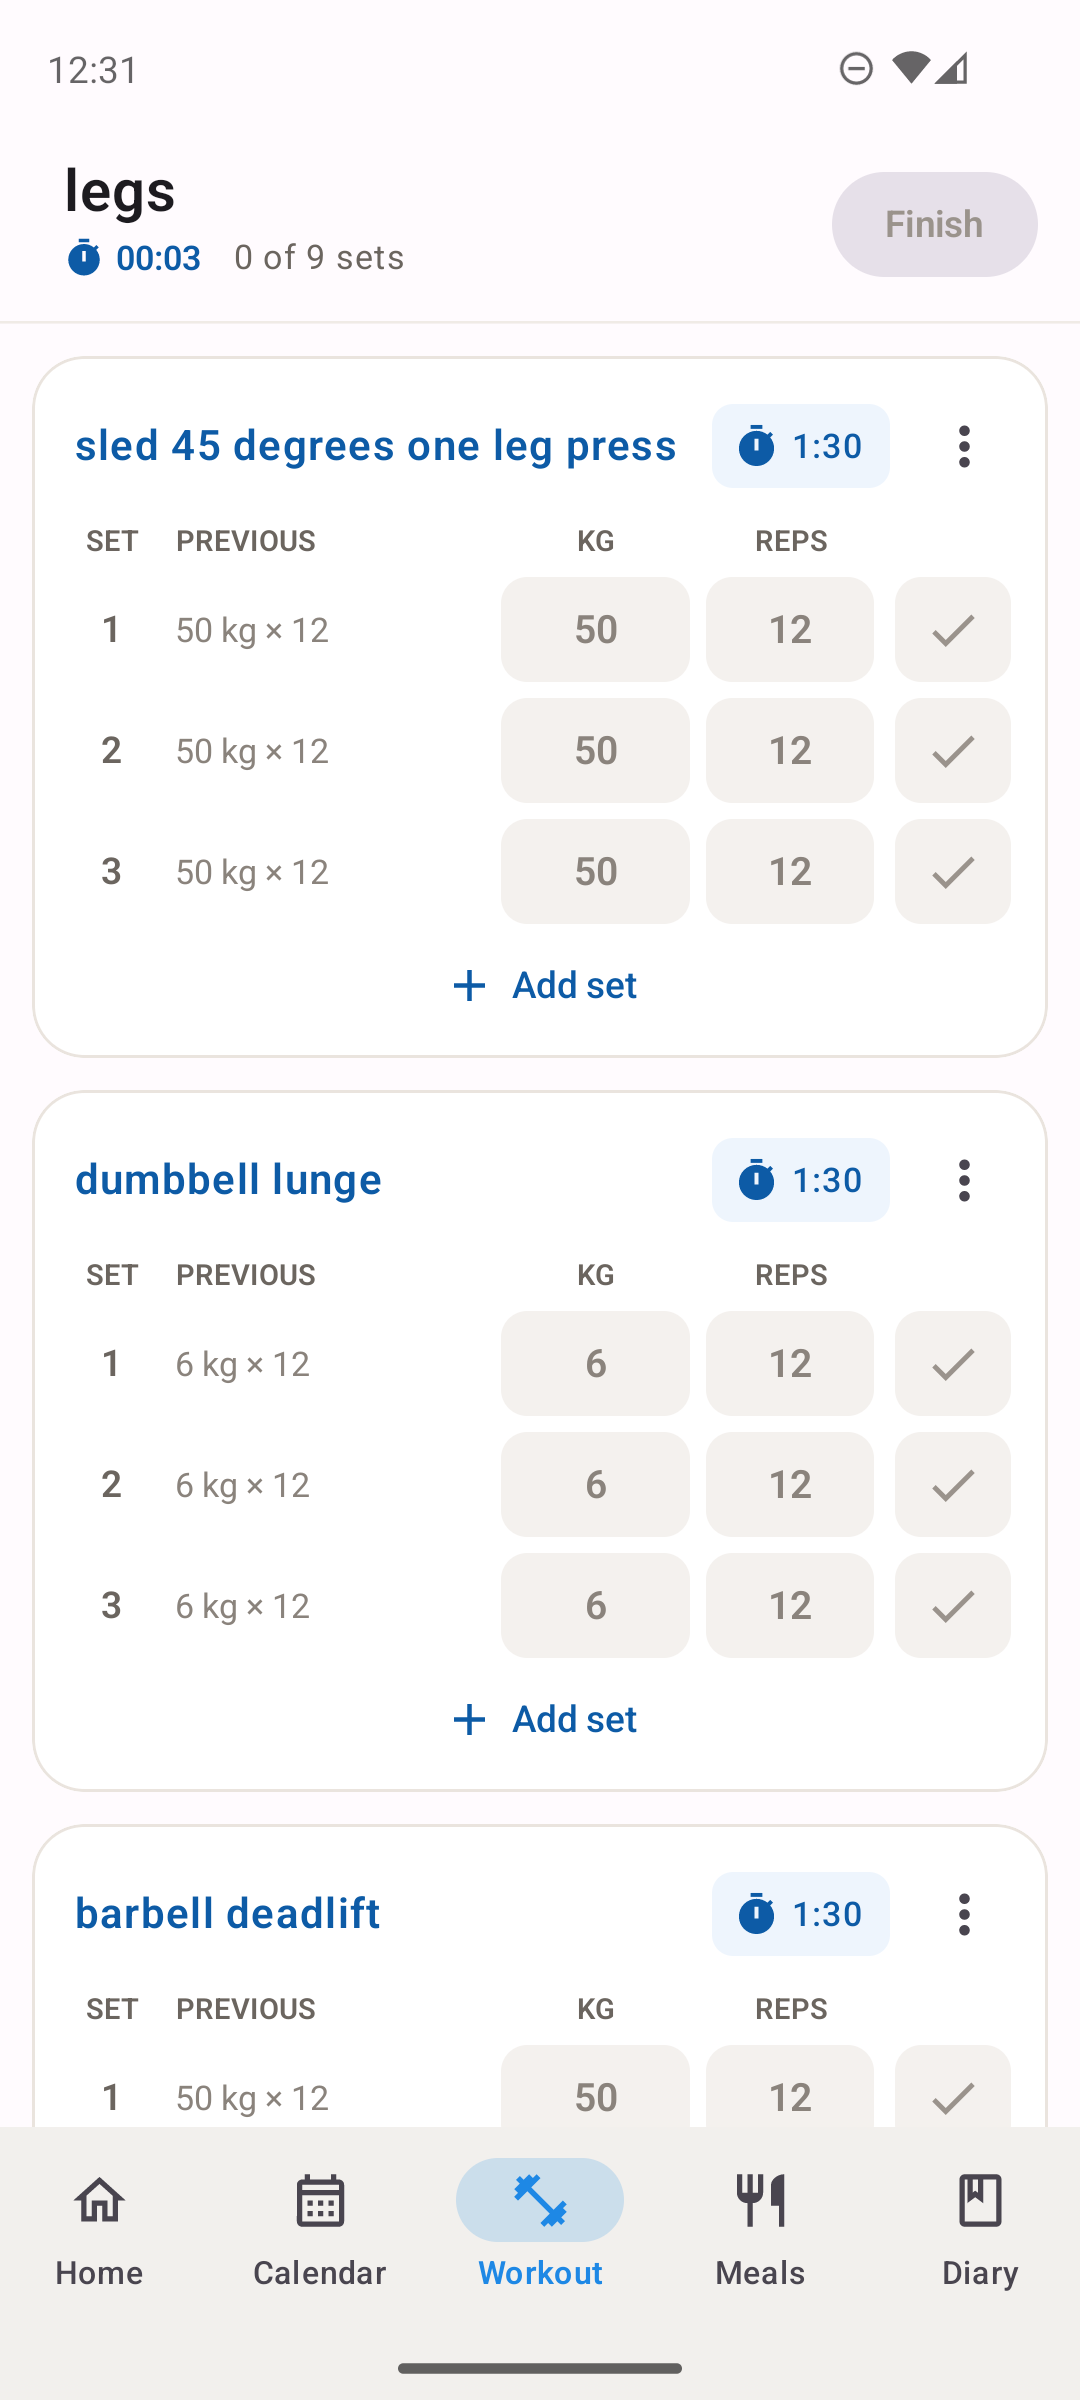 12:31
legs
Finish
00:03 0 of 9 sets
sled 45 degrees one leg press 1:30
SET PREVIOUS KG REPS
1 50 kg × 12 50 12
2 50 kg × 12 50 12
3 50 kg × 12 50 12
+ Add set
dumbbell lunge 1:30
SET PREVIOUS KG REPS
1 6 kg × 12 6 12
2 6 kg × 12 6 12
3 6 kg × 12 6 12
+ Add set
barbell deadlift 1:30
SET PREVIOUS KG REPS
1 50 kg × 12 50 12
Home Calendar Workout Meals Diary